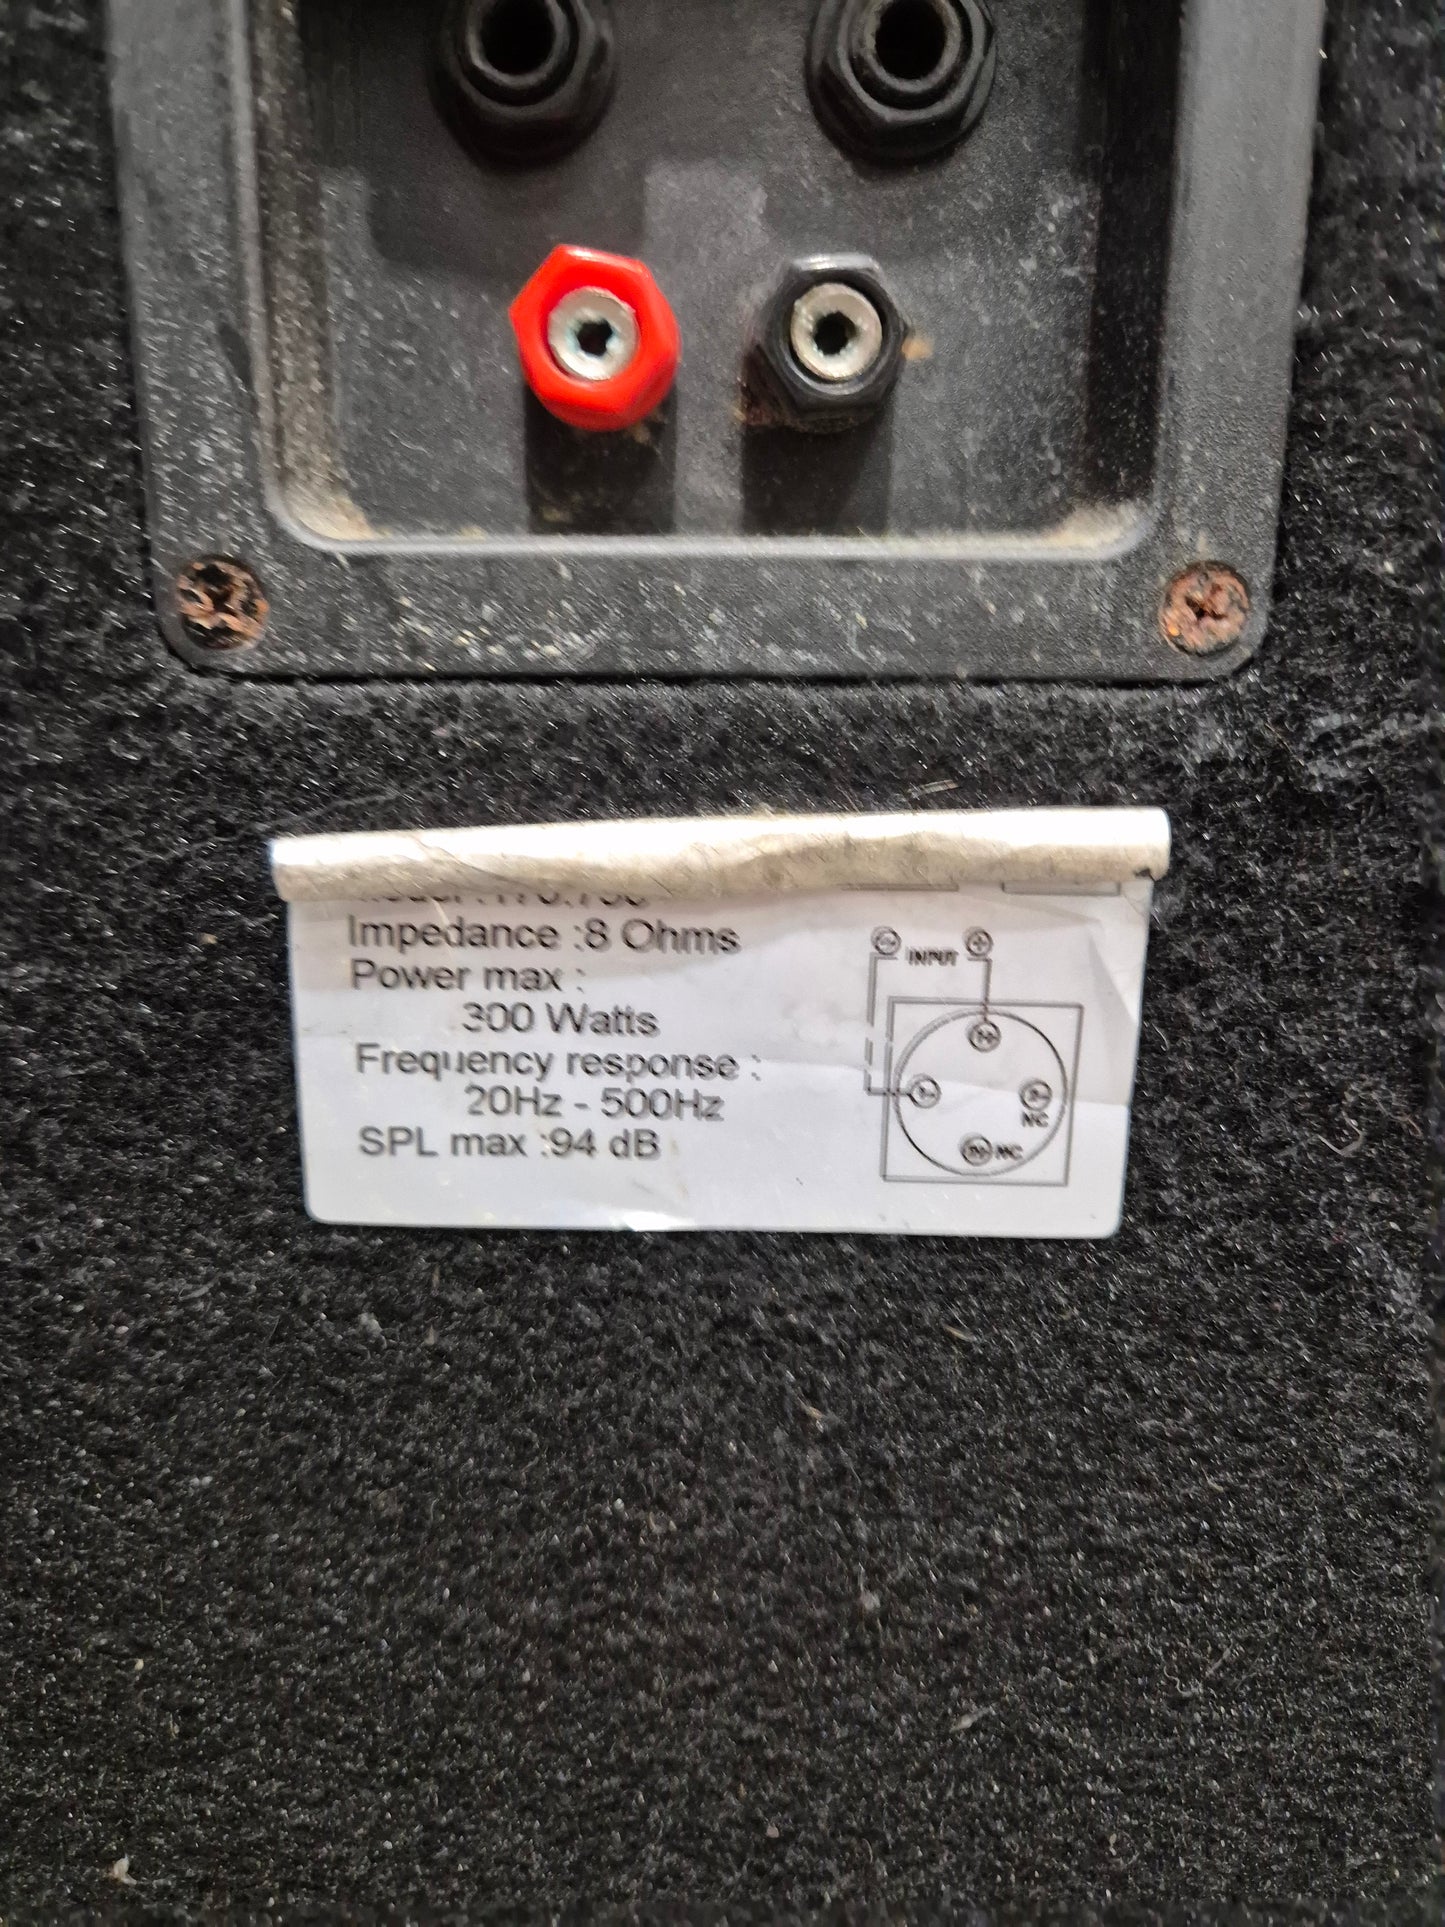 Impedance :8 Ohms
Power max :
300 Watts
Frequency response :
20Hz - 500Hz
SPL max :94 dB
- INPUT +
NC
NC